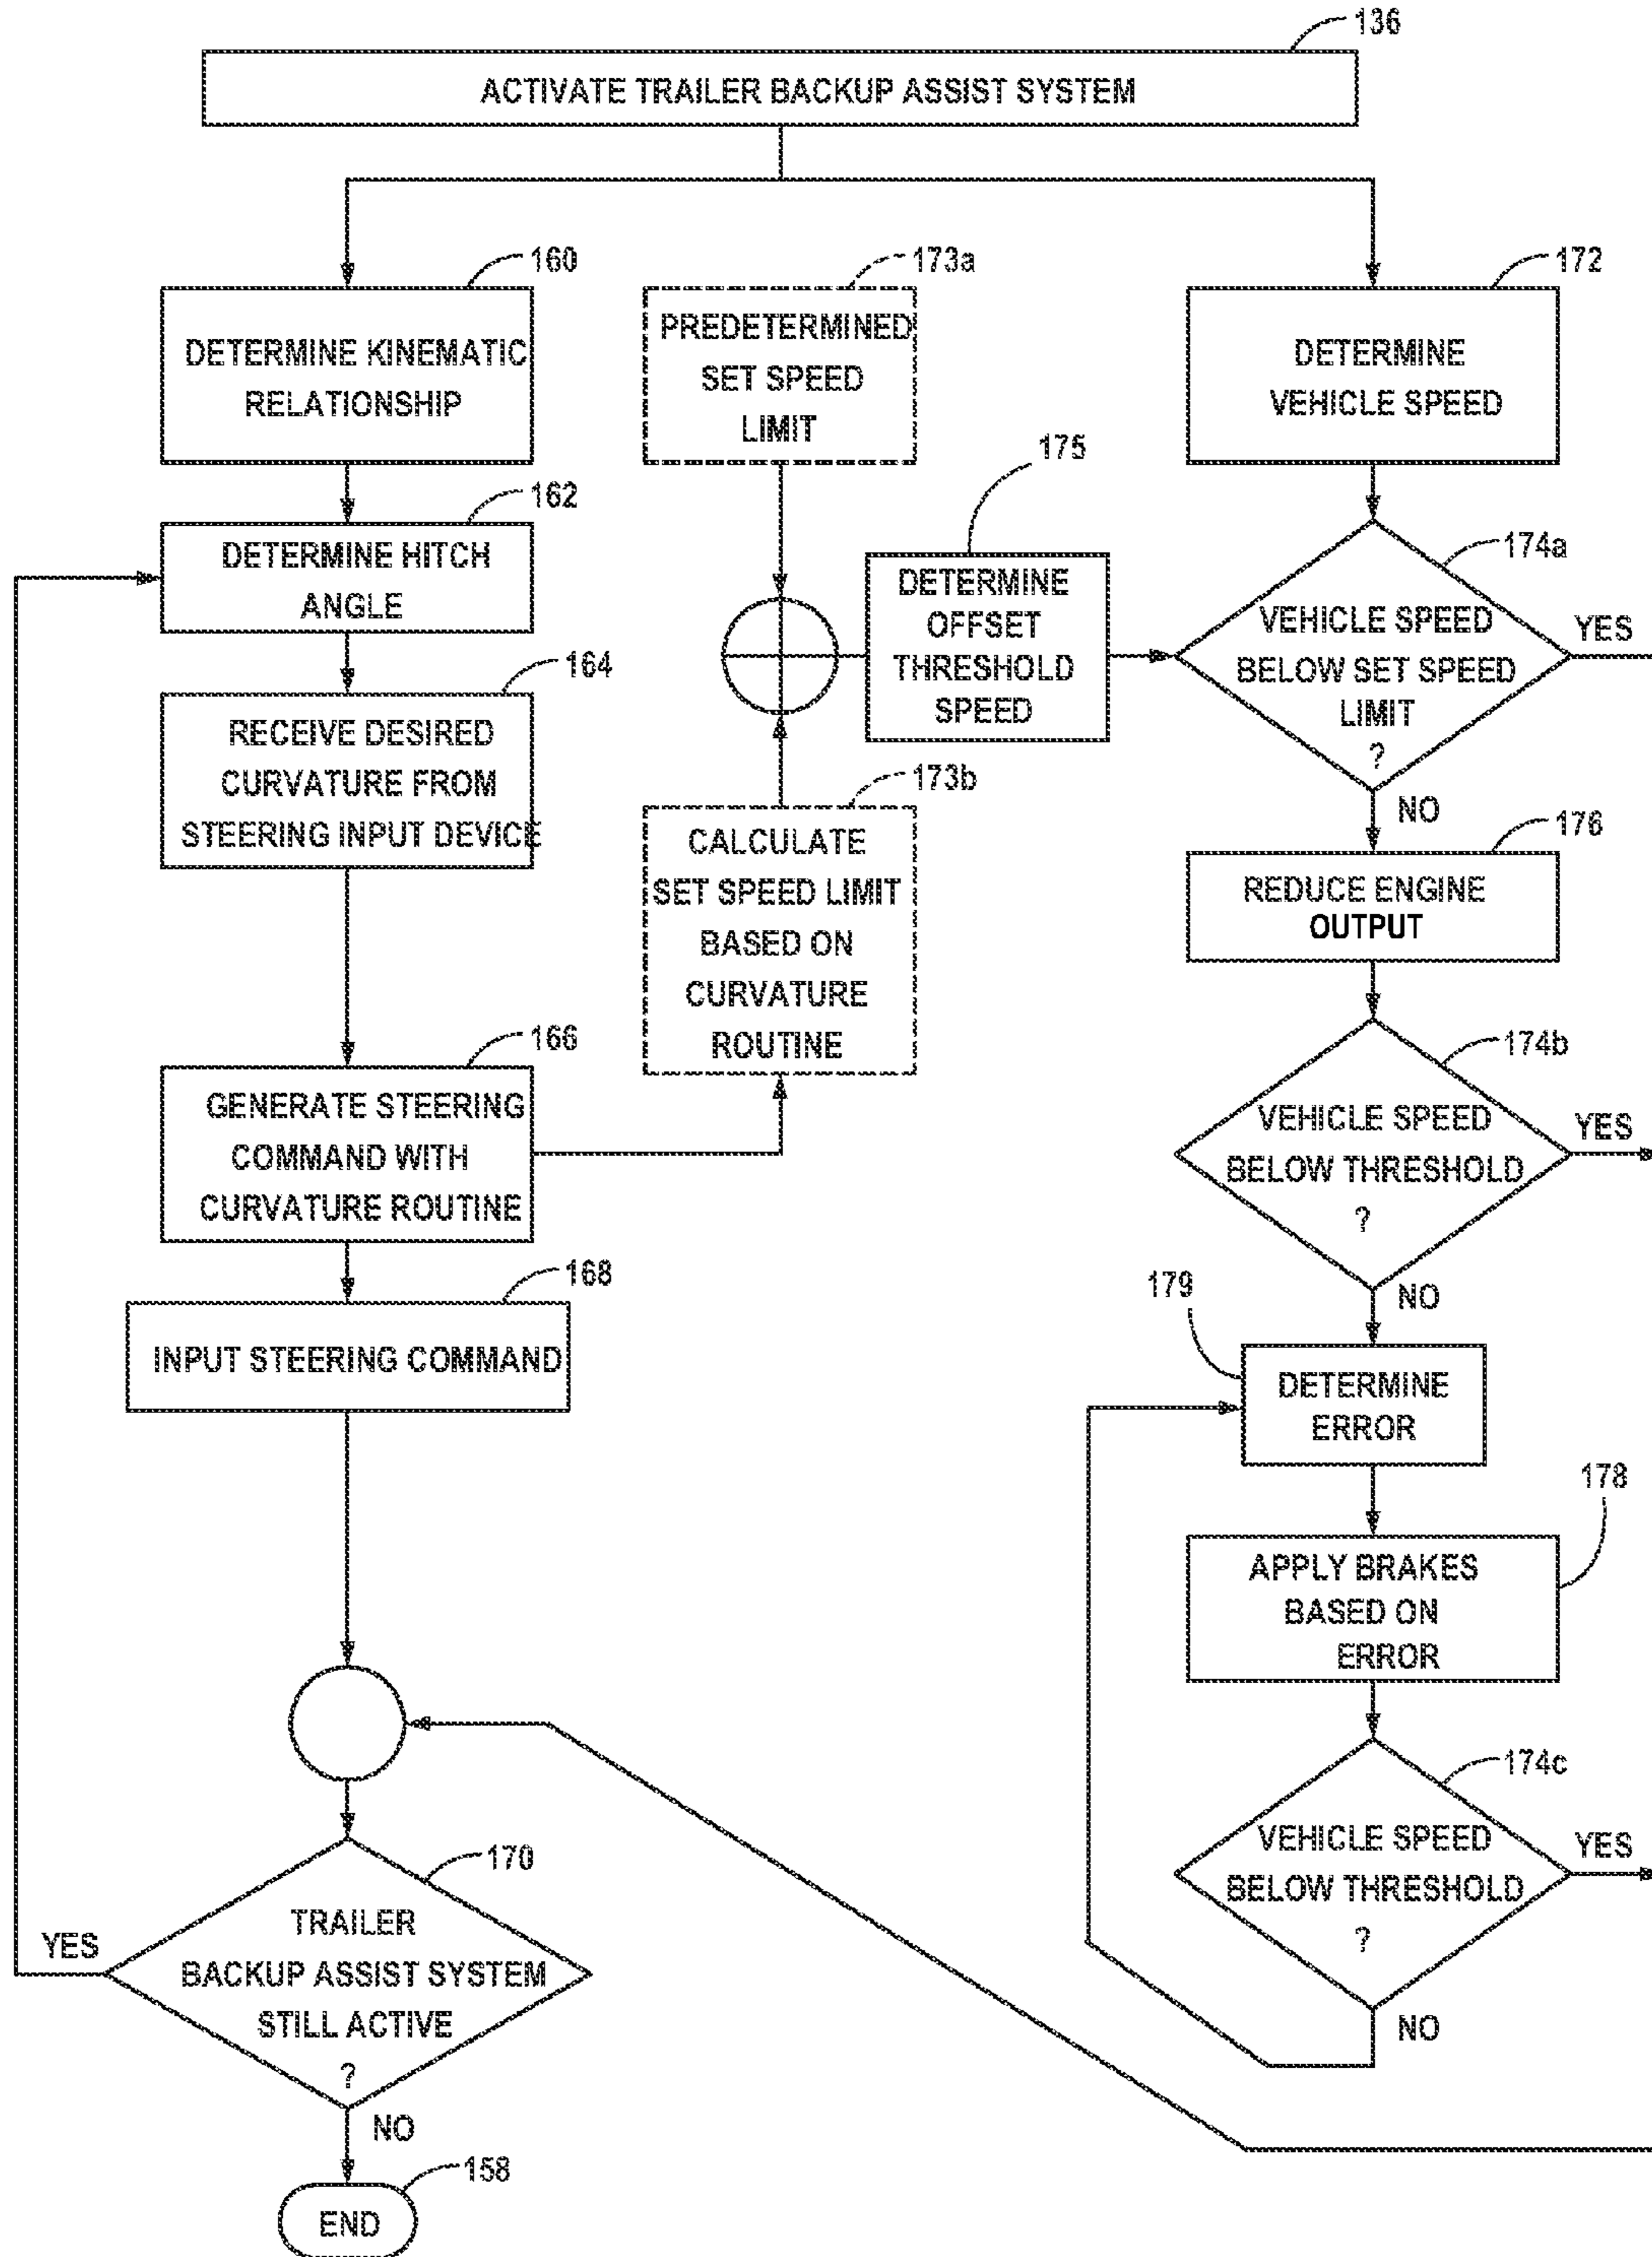 136
ACTIVATE TRAILER BACKUP ASSIST SYSTEM
160
DETERMINE KINEMATIC
RELATIONSHIP
162
DETERMINE HITCH
ANGLE
164
RECEIVE DESIRED
CURVATURE FROM
STEERING INPUT DEVICE
166
GENERATE STEERING
COMMAND WITH
CURVATURE ROUTINE
168
INPUT STEERING COMMAND
170
TRAILER
BACKUP ASSIST SYSTEM
STILL ACTIVE
?
YES
NO
158
END
173a
PREDETERMINED
SET SPEED
LIMIT
173b
CALCULATE
SET SPEED LIMIT
BASED ON
CURVATURE
ROUTINE
175
DETERMINE
OFFSET
THRESHOLD
SPEED
172
DETERMINE
VEHICLE SPEED
174a
VEHICLE SPEED
BELOW SET SPEED
LIMIT
?
YES
NO
176
REDUCE ENGINE
OUTPUT
174b
VEHICLE SPEED
BELOW THRESHOLD
?
YES
NO
179
DETERMINE
ERROR
178
APPLY BRAKES
BASED ON
ERROR
174c
VEHICLE SPEED
BELOW THRESHOLD
?
YES
NO